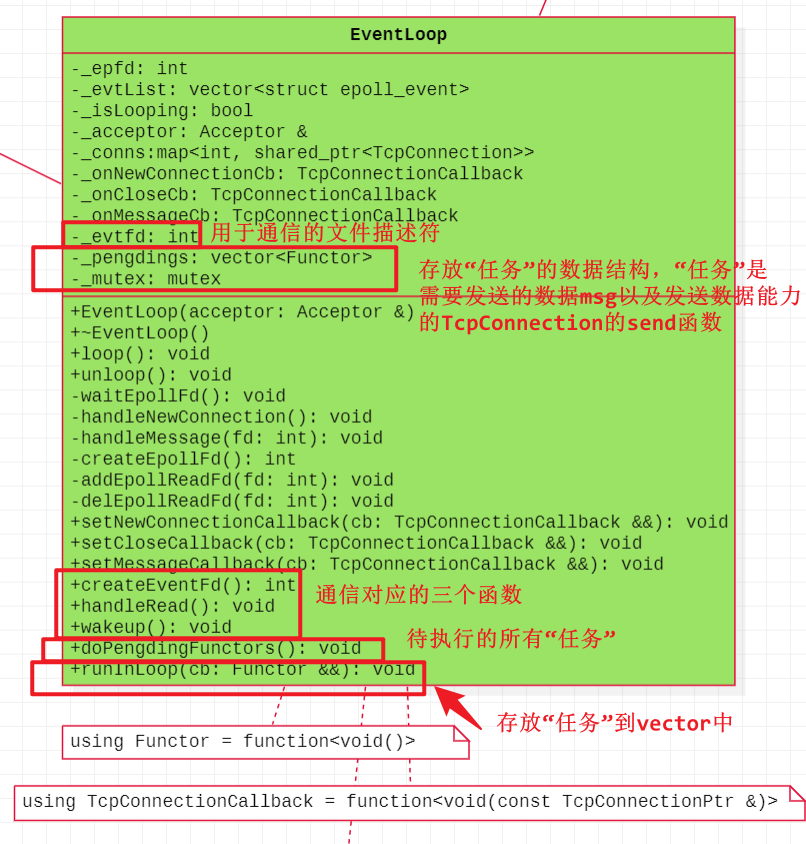 EventLoop
-_epfd: int
-_evtList: vector<struct epoll_event>
-_isLooping: bool
-_acceptor: Acceptor &
-_conns:map<int, shared_ptr<TcpConnection>>
-_onNewConnectionCb: TcpConnectionCallback
-_onCloseCb: TcpConnectionCallback
-_onMessageCb: TcpConnectionCallback
-_evtfd: int
用于通信的文件描述符
-_pengdings: vector<Functor>
-_mutex: mutex
存放“任务”的数据结构，“任务”是
需要发送的数据msg以及发送数据能力
的TcpConnection的send函数
+EventLoop(acceptor: Acceptor &)
+~EventLoop()
+loop(): void
+unloop(): void
-waitEpollFd(): void
-handleNewConnection(): void
-handleMessage(fd: int): void
-createEpollFd(): int
-addEpollReadFd(fd: int): void
-delEpollReadFd(fd: int): void
+setNewConnectionCallback(cb: TcpConnectionCallback &&): void
+setCloseCallback(cb: TcpConnectionCallback &&): void
+setMessageCallback(cb: TcpConnectionCallback &&): void
+createEventFd(): int
+handleRead(): void
+wakeup(): void
通信对应的三个函数
+doPengdingFunctors(): void
待执行的所有“任务”
+runInLoop(cb: Functor &&): void
存放“任务”到vector中
using Functor = function<void()>
using TcpConnectionCallback = function<void(const TcpConnectionPtr &)>